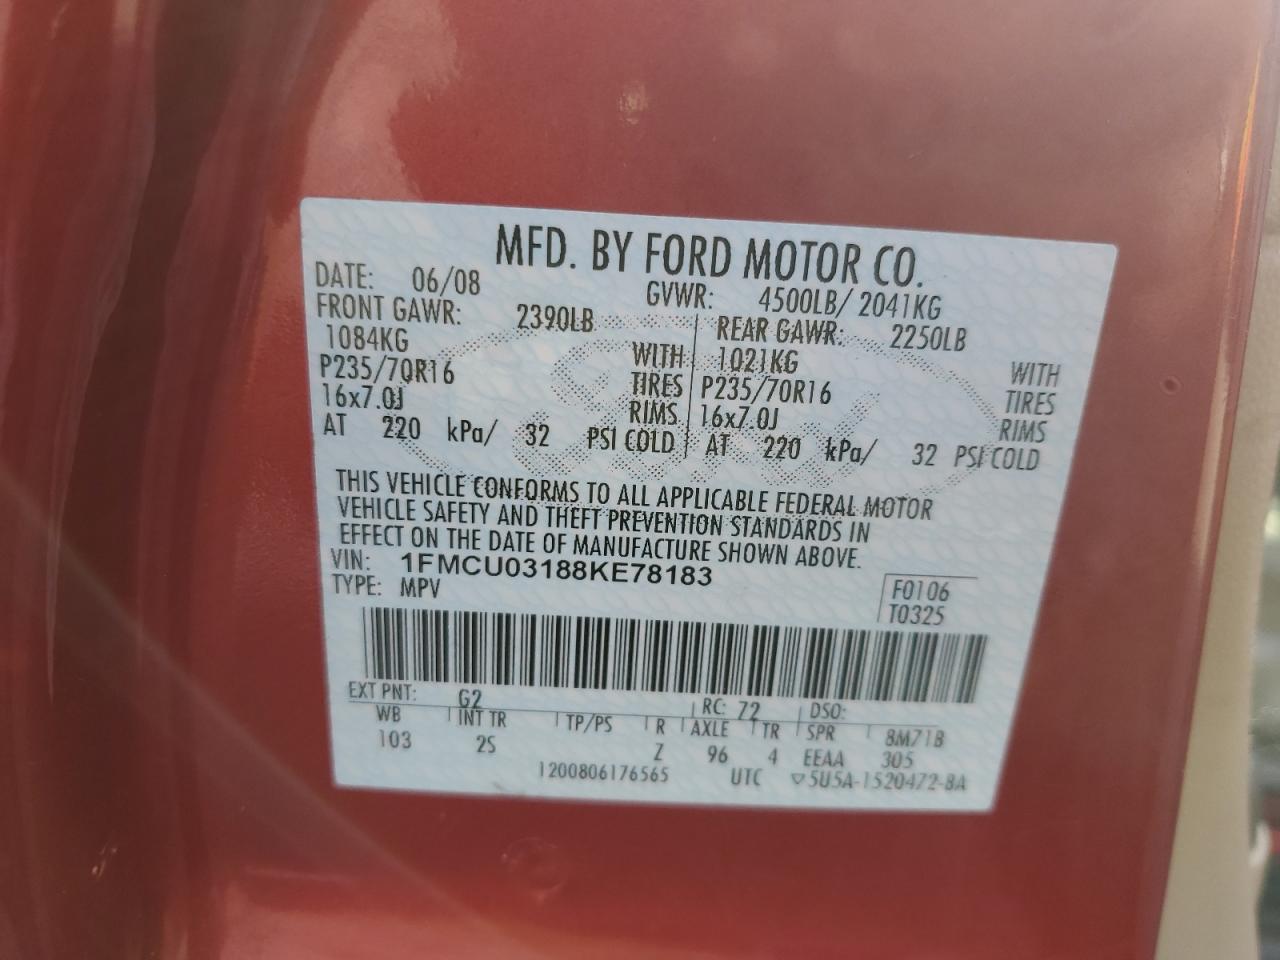 MFD. BY FORD MOTOR CO.
DATE: 06/08 GVWR: 4500LB/ 2041KG
FRONT GAWR: 2390LB REAR GAWR: 2250LB
1084KG WITH 1021KG WITH
P235/70R16 TIRES P235/70R16 TIRES
16x7.0J RIMS 16x7.0J RIMS
AT 220 kPa/ 32 PSI COLD AT 220 kPa/ 32 PSI COLD
THIS VEHICLE CONFORMS TO ALL APPLICABLE FEDERAL MOTOR
VEHICLE SAFETY AND THEFT PREVENTION STANDARDS IN
EFFECT ON THE DATE OF MANUFACTURE SHOWN ABOVE.
VIN: 1FMCU03188KE78183 F0106
TYPE: MPV T0325
EXT PNT: G2 RC: 72 DSO:
WB INT TR TP/PS R AXLE TR SPR 8M71B
103 2S Z 96 4 EEAA 305
1200806176565 UTC ▽5U5A-1520472-BA